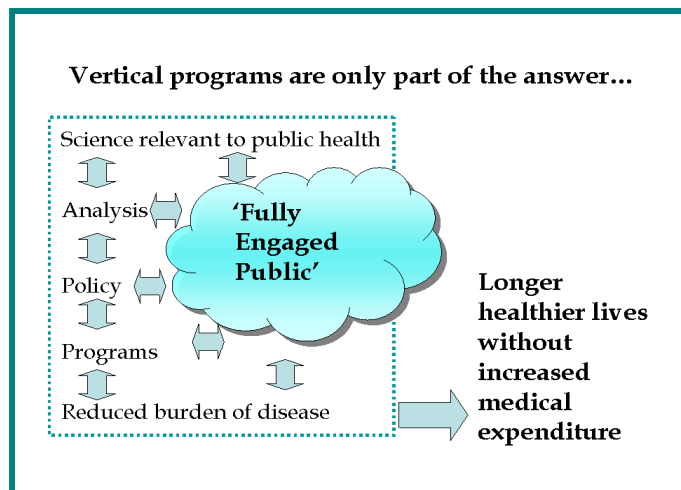 Vertical programs are only part of the answer…
Science relevant to public health
Analysis
‘Fully
Engaged
Public’
Policy
Programs
Reduced burden of disease
Longer
healthier lives
without
increased
medical
expenditure